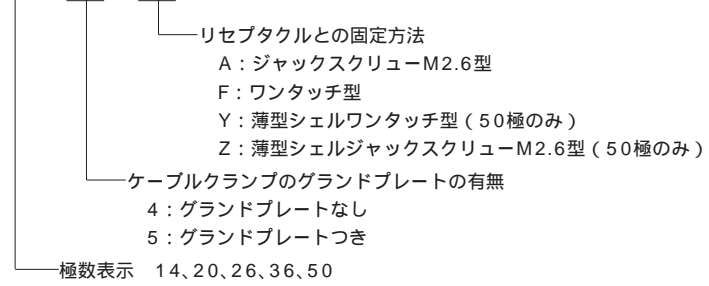 リセプタクルとの固定方法
A：ジャックスクリューM2.6型
F：ワンタッチ型
Y：薄型シェルワンタッチ型（50極のみ）
Z：薄型シェルジャックスクリューM2.6型（50極のみ）
ケーブルクランプのグランドプレートの有無
4：グランドプレートなし
5：グランドプレートつき
極数表示　14、20、26、36、50